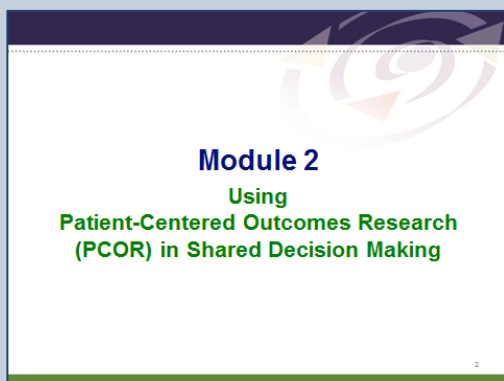 Module 2
Using
Patient-Centered Outcomes Research
(PCOR) in Shared Decision Making
2